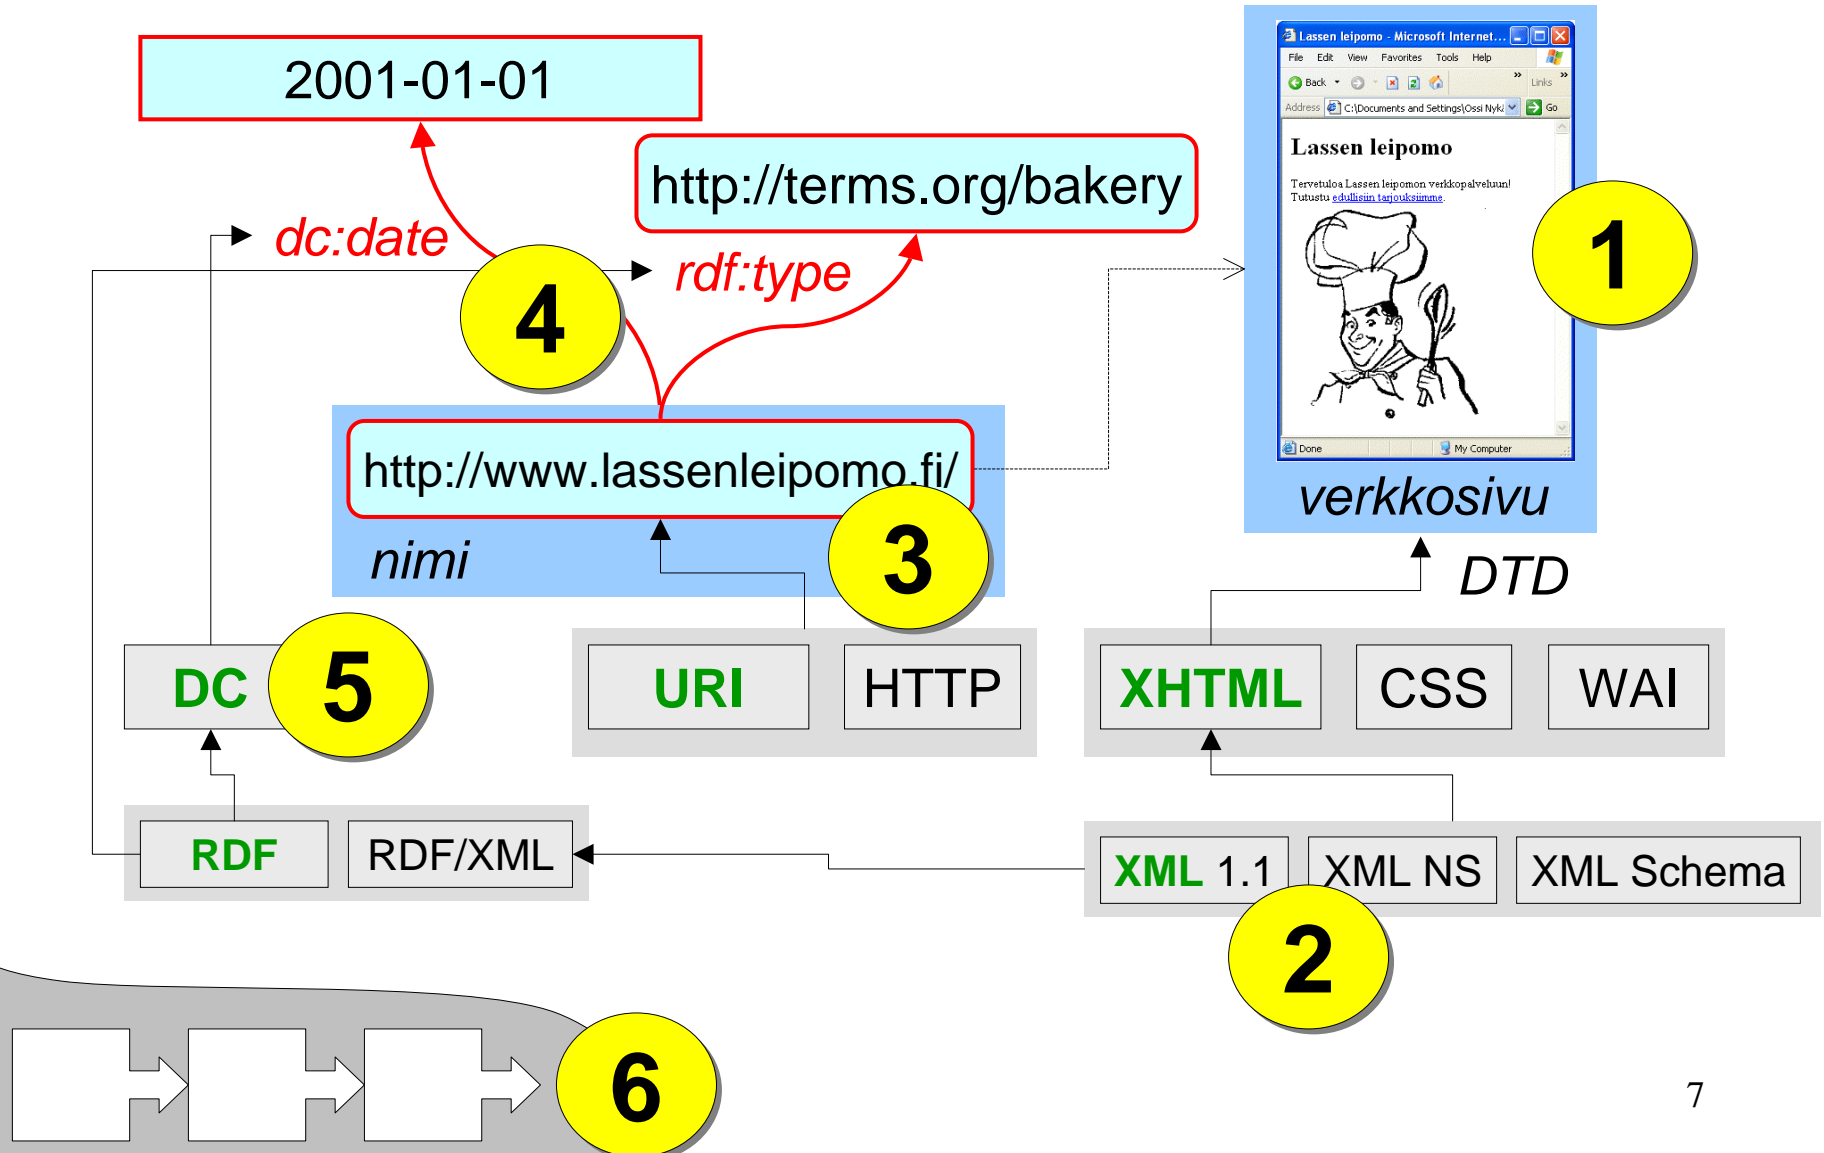 2001-01-01
http://terms.org/bakery
dc:date
rdf:type
4
http://www.lassenleipomo.fi/
nimi
3
Lassen leipomo - Microsoft Internet...
File Edit View Favorites Tools Help
Back » Links »
Address C:\Documents and Settings\Ossi Nyk Go
Lassen leipomo
Tervetuloa Lassen leipomon verkkopalveluun!
Tutustu edullisiin tarjouksiimme.
Done My Computer
1
verkkosivu
DTD
DC
5
URI HTTP
XHTML CSS WAI
RDF RDF/XML
XML 1.1 XML NS XML Schema
2
6
7